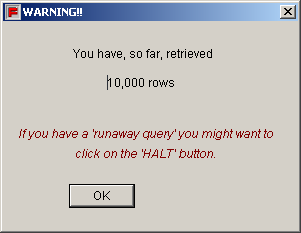 WARNING!!
You have, so far, retrieved
10,000 rows
If you have a 'runaway query' you might want to
click on the 'HALT' button.
OK